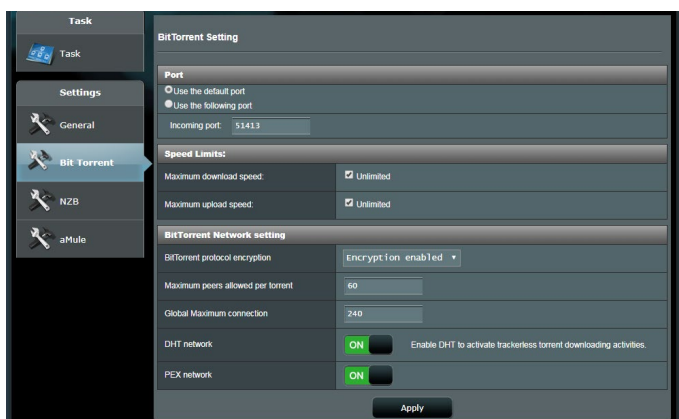 Task
Task
Settings
General
Bit Torrent
NZB
aMule
BitTorrent Setting
Port
Use the default port
Use the following port
Incoming port: 51413
Speed Limits:
Maximum download speed: Unlimited
Maximum upload speed: Unlimited
BitTorrent Network setting
BitTorrent protocol encryption Encryption enabled
Maximum peers allowed per torrent 60
Global Maximum connection 240
DHT network ON Enable DHT to activate trackerless torrent downloading activities.
PEX network ON
Apply